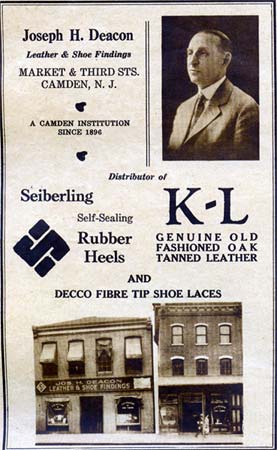 Joseph H. Deacon
Leather & Shoe Findings
MARKET & THIRD STS.
CAMDEN, N. J.
A CAMDEN INSTITUTION
SINCE 1896
Distributor of
Seiberling
Self-Sealing
Rubber
Heels
K-L
GENUINE OLD
FASHIONED OAK
TANNED LEATHER
AND
DECCO FIBRE TIP SHOE LACES
JOS. H. DEACON
LEATHER & SHOE FINDINGS